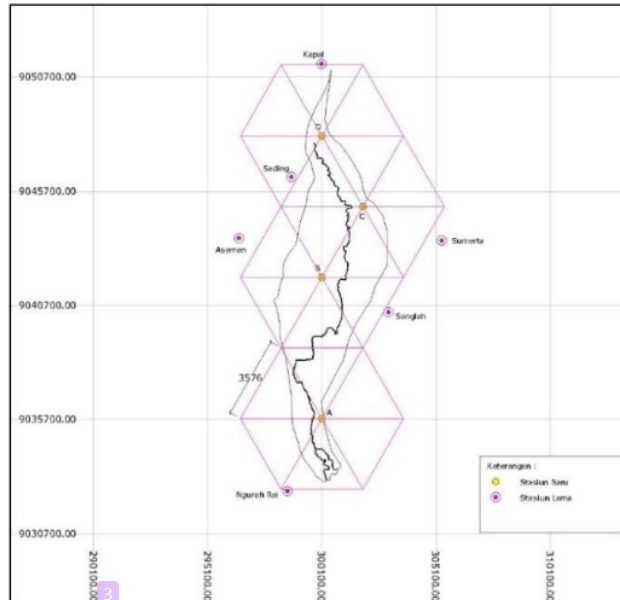 Kapal
9050700.00
D
Seding
9045700.00
C
Sumerta
Aseman
B
9040700.00
Sanglah
3576
9035700.00
A
Keterangan :
Stasiun Baru
Stasiun Lama
Ngurah Rai
9030700.00
290100.00
295100.00
300100.00
305100.00
310100.00
3